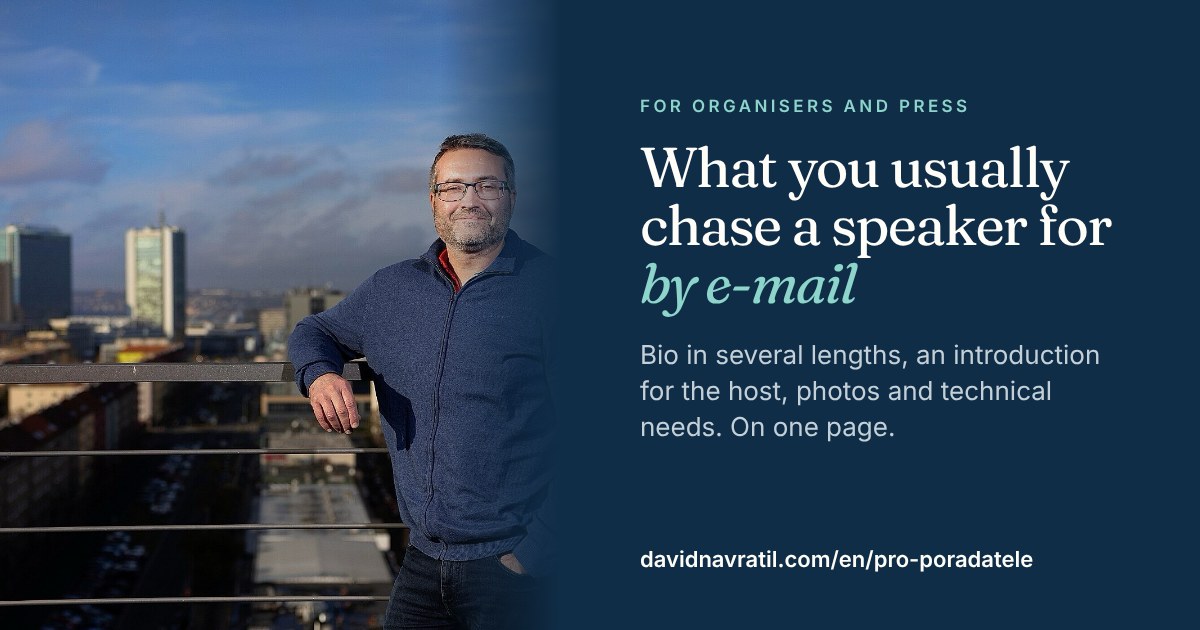 FOR ORGANISERS AND PRESS
What you usually
chase a speaker for
by e-mail
Bio in several lengths, an introduction
for the host, photos and technical
needs. On one page.
davidnavratil.com/en/pro-poradatele